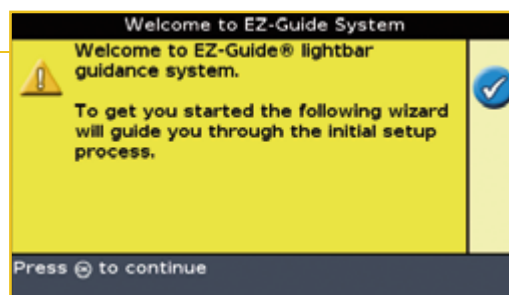 Welcome to EZ-Guide System
Welcome to EZ-Guide® lightbar
guidance system.
To get you started the following wizard
will guide you through the initial setup
process.
Press OK to continue